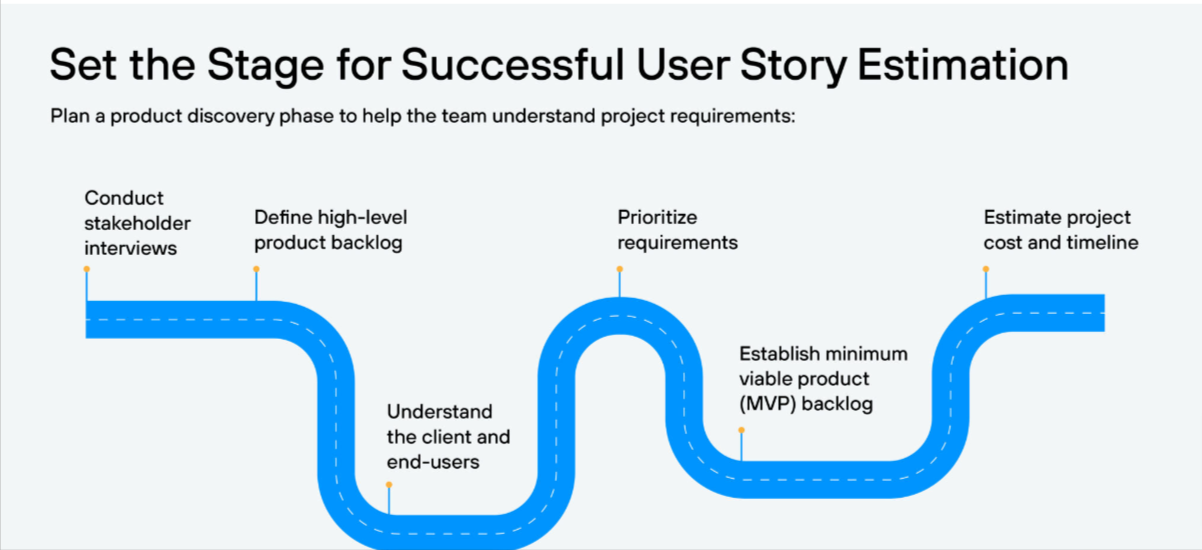 Set the Stage for Successful User Story Estimation
Plan a product discovery phase to help the team understand project requirements:
Conduct
stakeholder
interviews
Define high-level
product backlog
Understand
the client and
end-users
Prioritize
requirements
Establish minimum
viable product
(MVP) backlog
Estimate project
cost and timeline